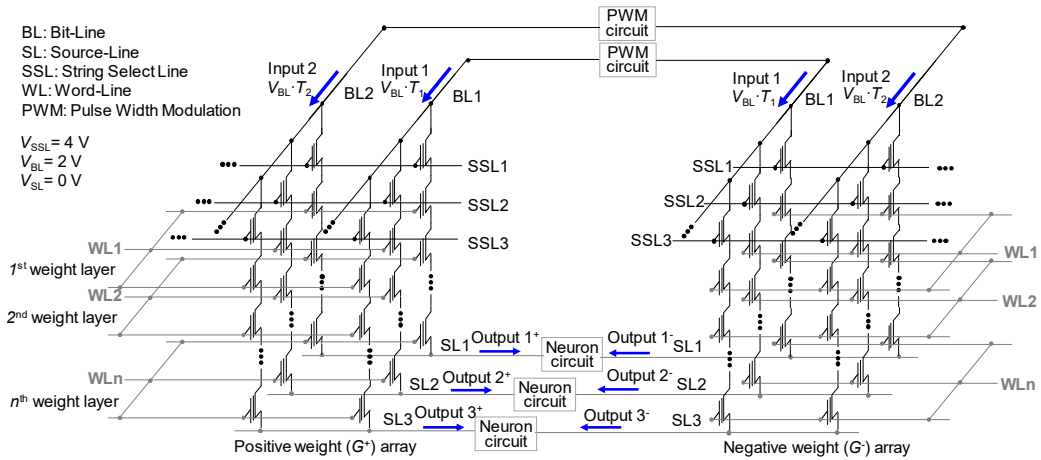 BL: Bit-Line
SL: Source-Line
SSL: String Select Line
WL: Word-Line
PWM: Pulse Width Modulation
V_SSL = 4 V
V_BL = 2 V
V_SL = 0 V
PWM circuit
PWM circuit
Input 2
V_BL·T_2
BL2
Input 1
V_BL·T_1
BL1
Input 1
V_BL·T_1
BL1
Input 2
V_BL·T_2
BL2
SSL1
SSL2
SSL3
SSL1
SSL2
SSL3
WL1
1st weight layer
WL2
2nd weight layer
WLn
nth weight layer
WL1
WL2
WLn
SL1
Output 1+
Neuron circuit
Output 1-
SL1
SL2
Output 2+
Neuron circuit
Output 2-
SL2
SL3
Output 3+
Neuron circuit
Output 3-
SL3
Positive weight (G+) array
Negative weight (G-) array